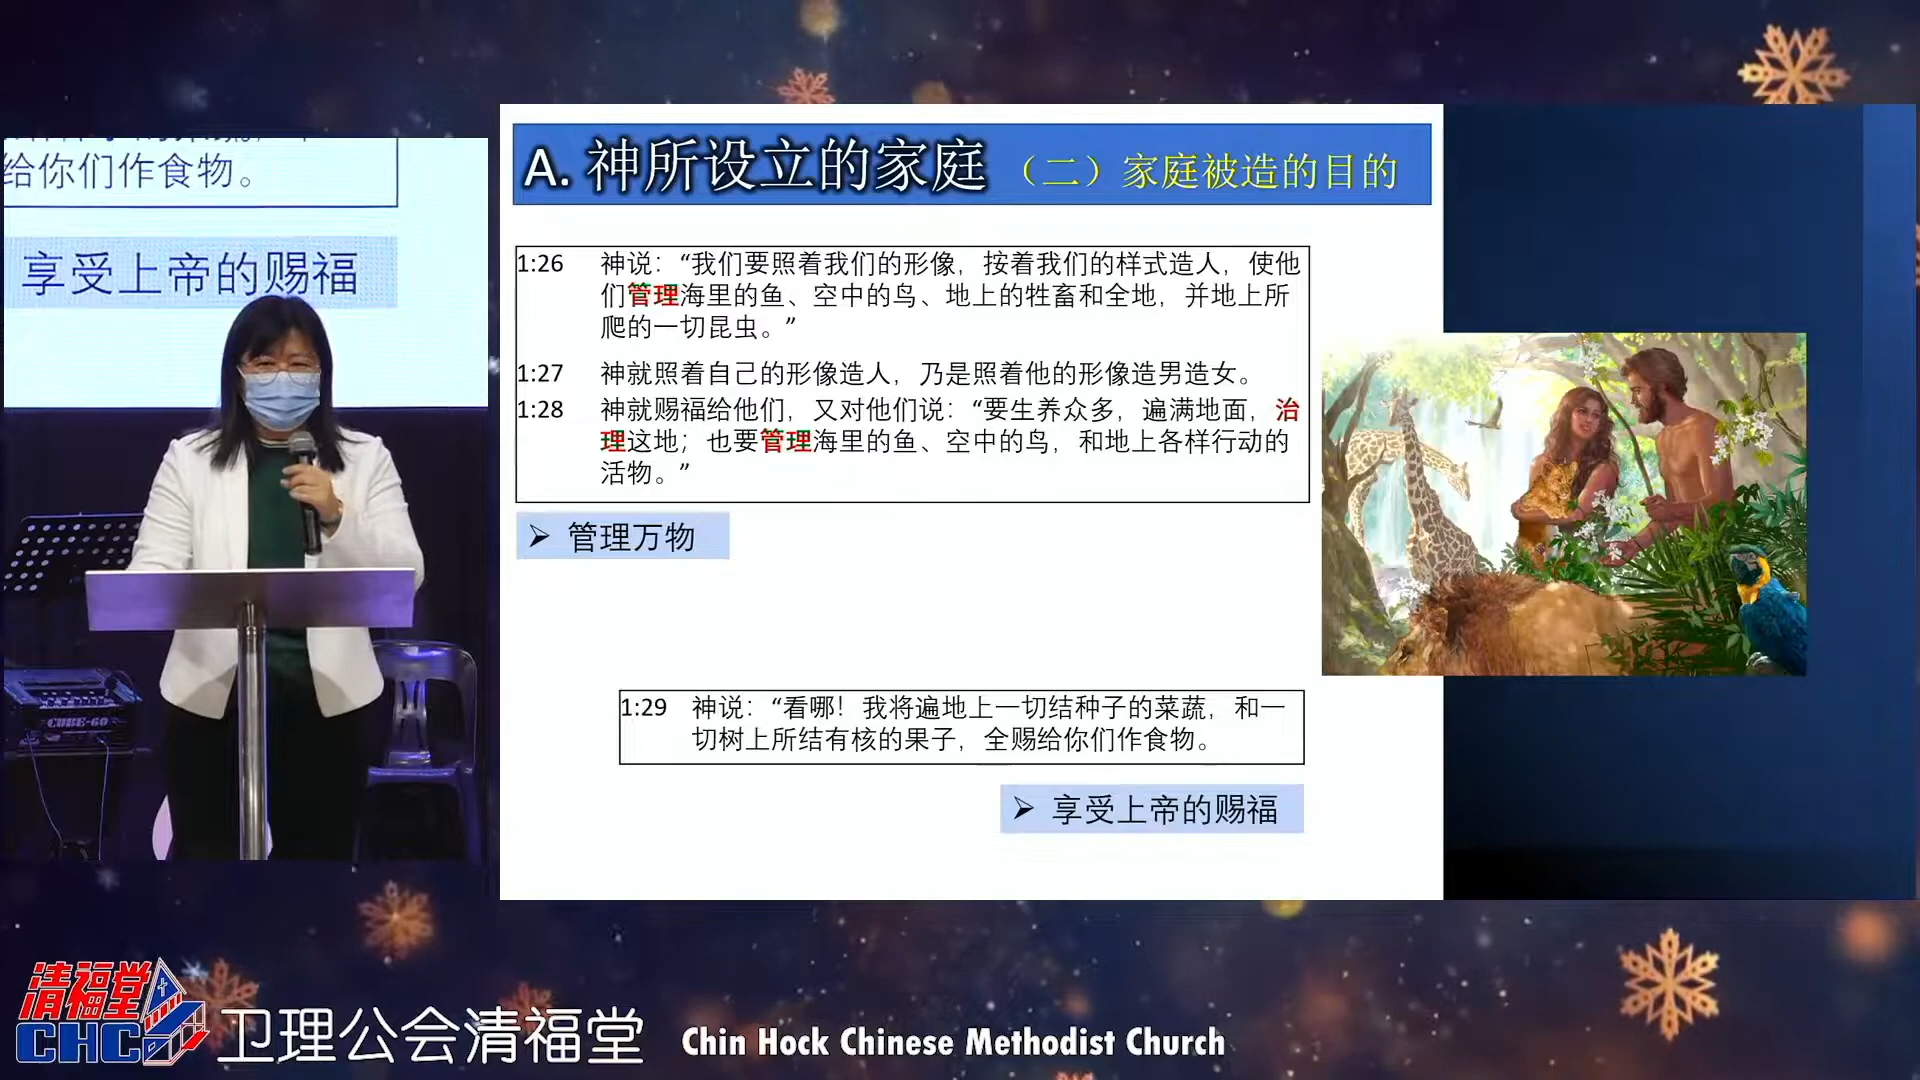 给你们作食物。
享受上帝的赐福
CUBE-60
A. 神所设立的家庭 （二）家庭被造的目的
1:26 神说：“我们要照着我们的形像，按着我们的样式造人，使他
们管理海里的鱼、空中的鸟、地上的牲畜和全地，并地上所
爬的一切昆虫。”
1:27 神就照着自己的形像造人，乃是照着他的形像造男造女。
1:28 神就赐福给他们，又对他们说：“要生养众多，遍满地面，治
理这地；也要管理海里的鱼、空中的鸟，和地上各样行动的
活物。”
➢ 管理万物
1:29 神说：“看哪！我将遍地上一切结种子的菜蔬，和一
切树上所结有核的果子，全赐给你们作食物。
➢ 享受上帝的赐福
清福堂
CHC
卫理公会清福堂 Chin Hock Chinese Methodist Church